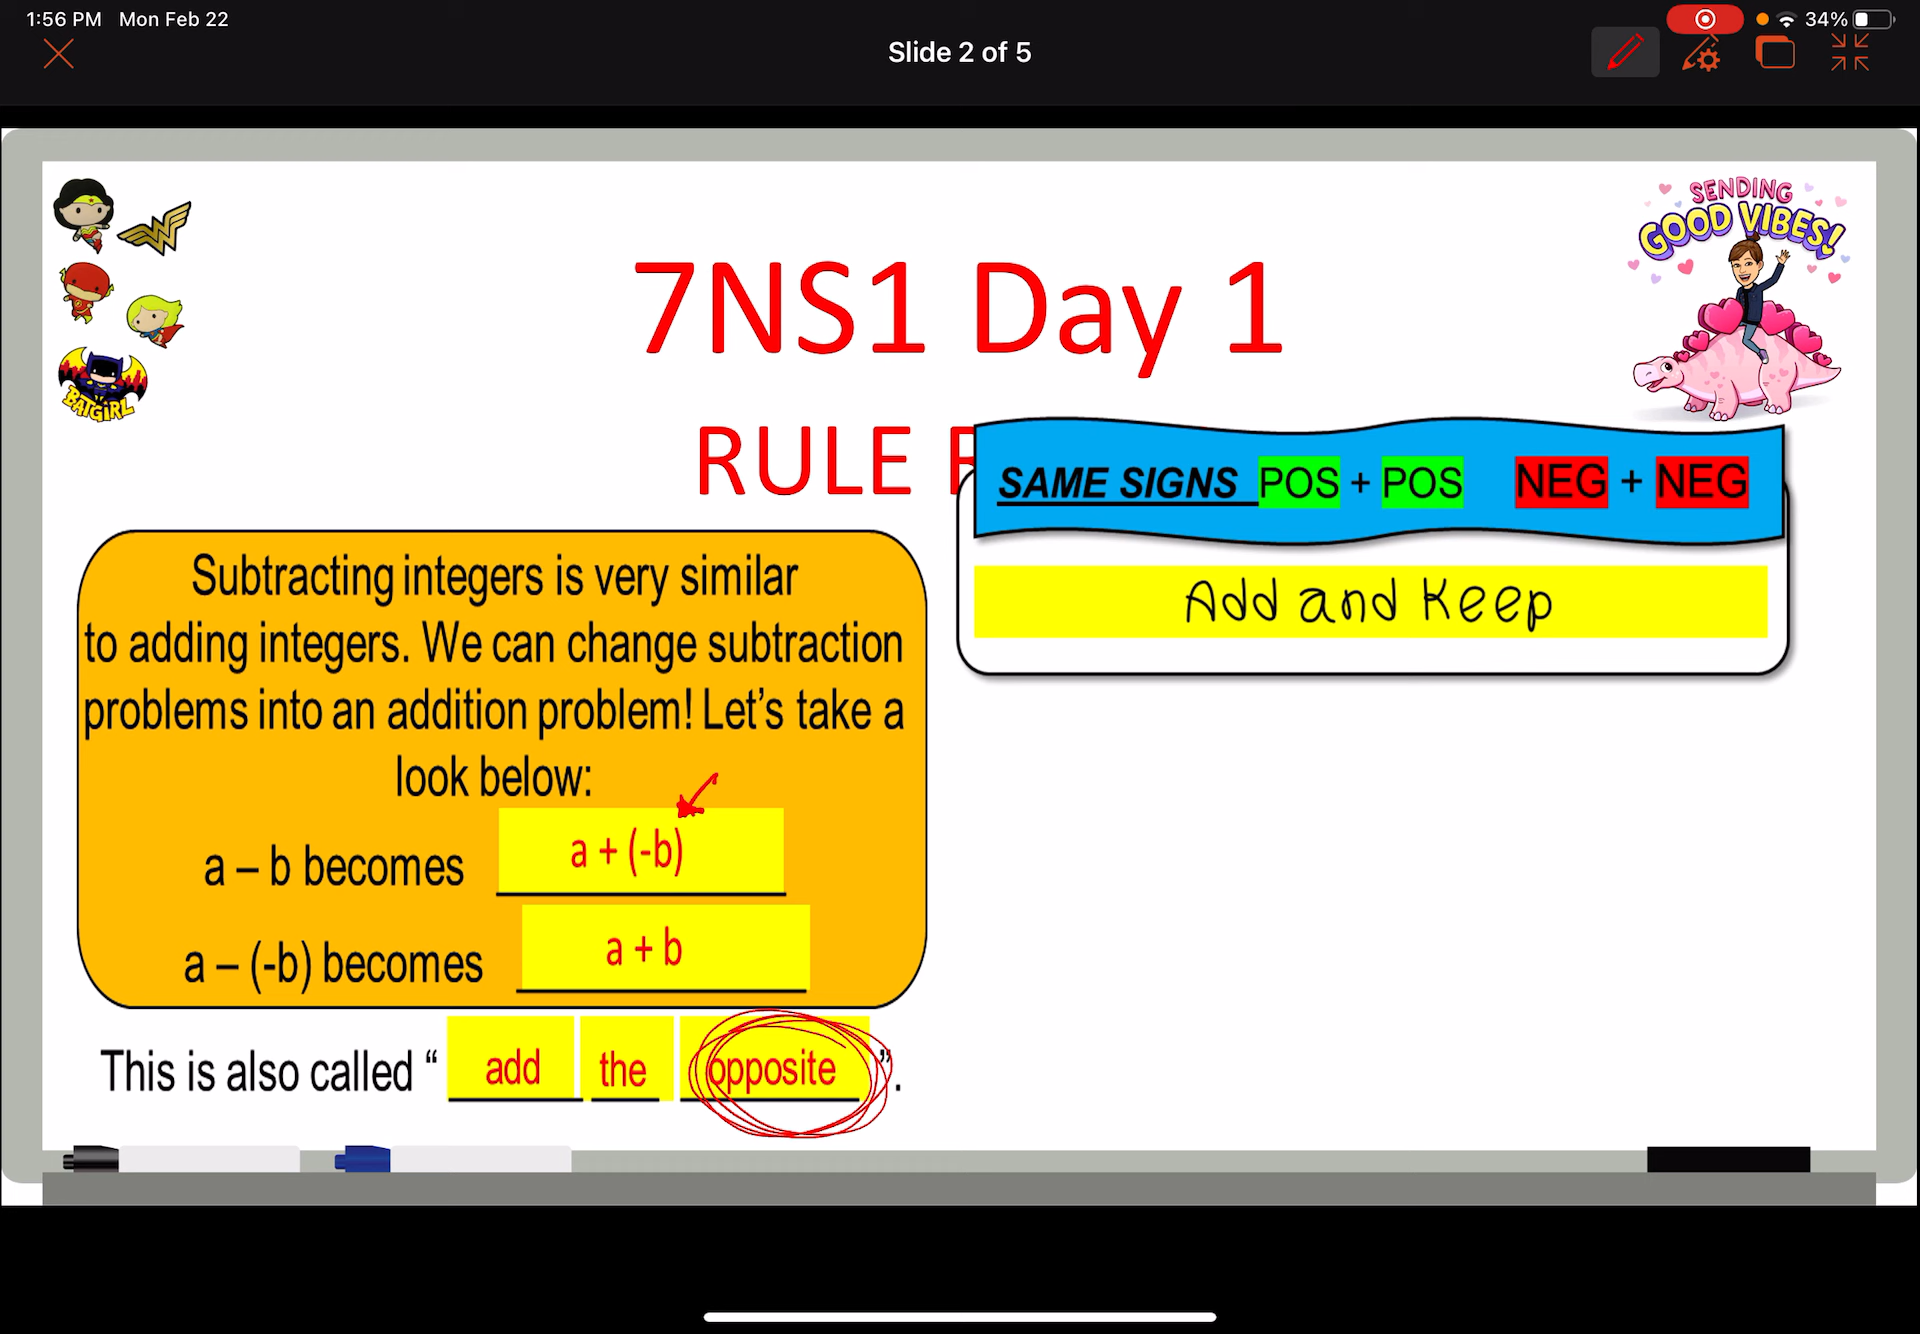 1:56 PM Mon Feb 22
34%
Slide 2 of 5
SENDING
GOOD VIBES!
W
BATGIRL
7NS1 Day 1
RULE
SAME SIGNS POS + POS NEG + NEG
Add and Keep
Subtracting integers is very similar
to adding integers. We can change subtraction
problems into an addition problem! Let's take a
look below:
a – b becomes a + (-b)
a – (-b) becomes a + b
This is also called “ add the opposite ”.